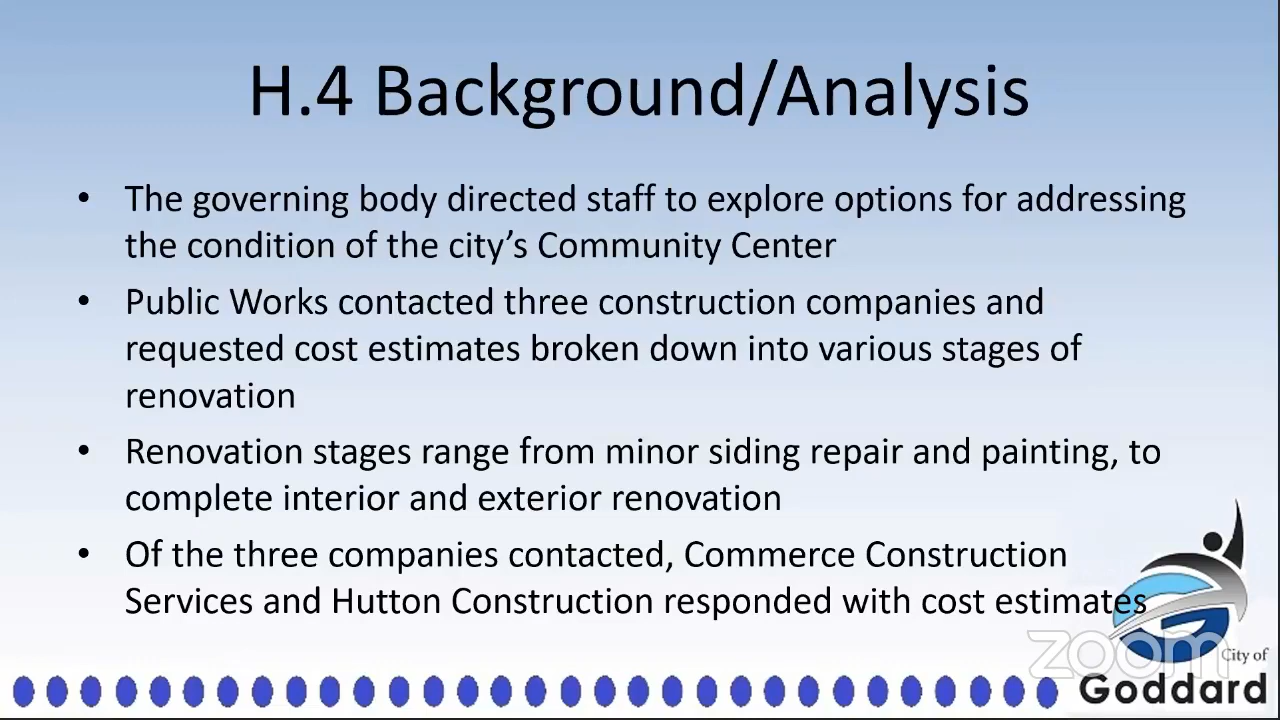 H.4 Background/Analysis
• The governing body directed staff to explore options for addressing
the condition of the city’s Community Center
• Public Works contacted three construction companies and
requested cost estimates broken down into various stages of
renovation
• Renovation stages range from minor siding repair and painting, to
complete interior and exterior renovation
• Of the three companies contacted, Commerce Construction
Services and Hutton Construction responded with cost estimates
zoom
City of
Goddard